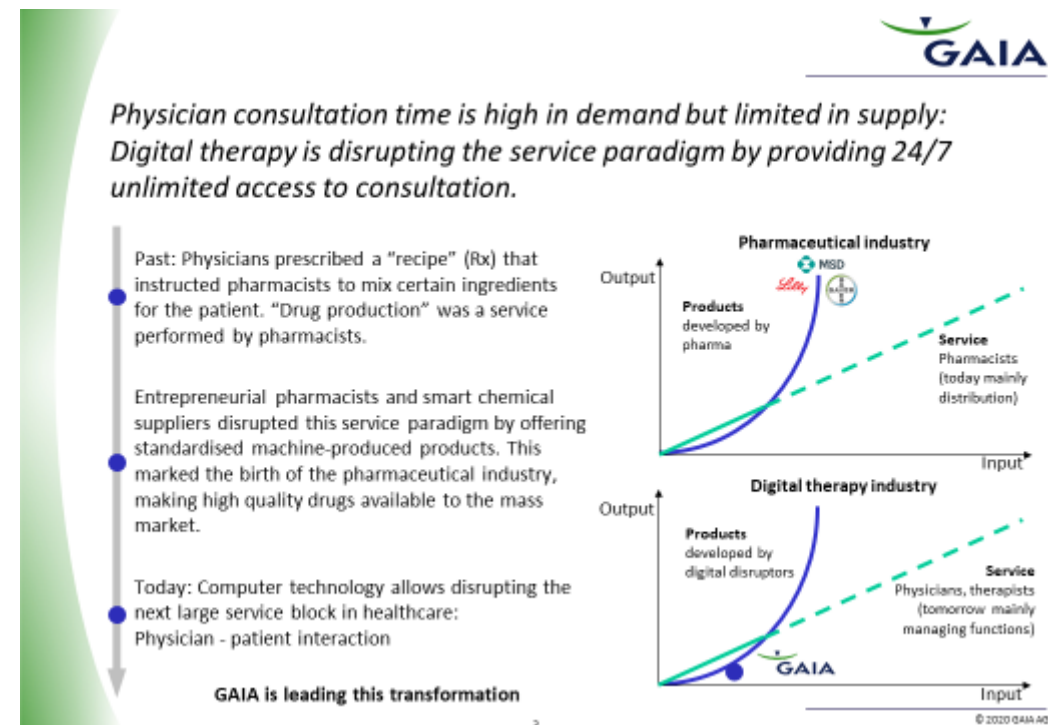 GAIA
Physician consultation time is high in demand but limited in supply:
Digital therapy is disrupting the service paradigm by providing 24/7
unlimited access to consultation.
Past: Physicians prescribed a “recipe” (Rx) that
instructed pharmacists to mix certain ingredients
for the patient. “Drug production” was a service
performed by pharmacists.
Entrepreneurial pharmacists and smart chemical
suppliers disrupted this service paradigm by offering
standardised machine-produced products. This
marked the birth of the pharmaceutical industry,
making high quality drugs available to the mass
market.
Today: Computer technology allows disrupting the
next large service block in healthcare:
Physician - patient interaction
GAIA is leading this transformation
Pharmaceutical industry
Output
MSD
Lilly
BAYER
Products
developed by
pharma
Service
Pharmacists
(today mainly
distribution)
Input
Digital therapy industry
Output
Products
developed by
digital disruptors
Service
Physicians, therapists
(tomorrow mainly
managing functions)
GAIA
Input
© 2020 GAIA AG